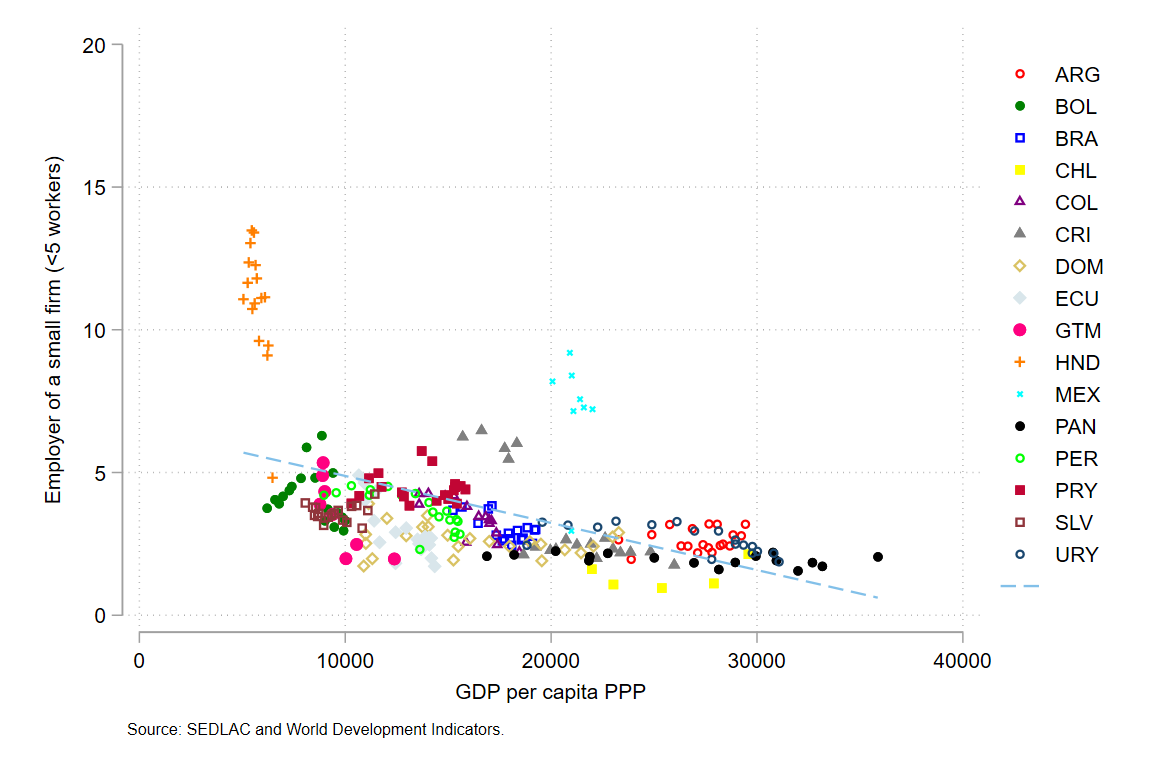 20
15
10
5
0
Employer of a small firm (<5 workers)
0 10000 20000 30000 40000
GDP per capita PPP
ARG
BOL
BRA
CHL
COL
CRI
DOM
ECU
GTM
HND
MEX
PAN
PER
PRY
SLV
URY
Source: SEDLAC and World Development Indicators.